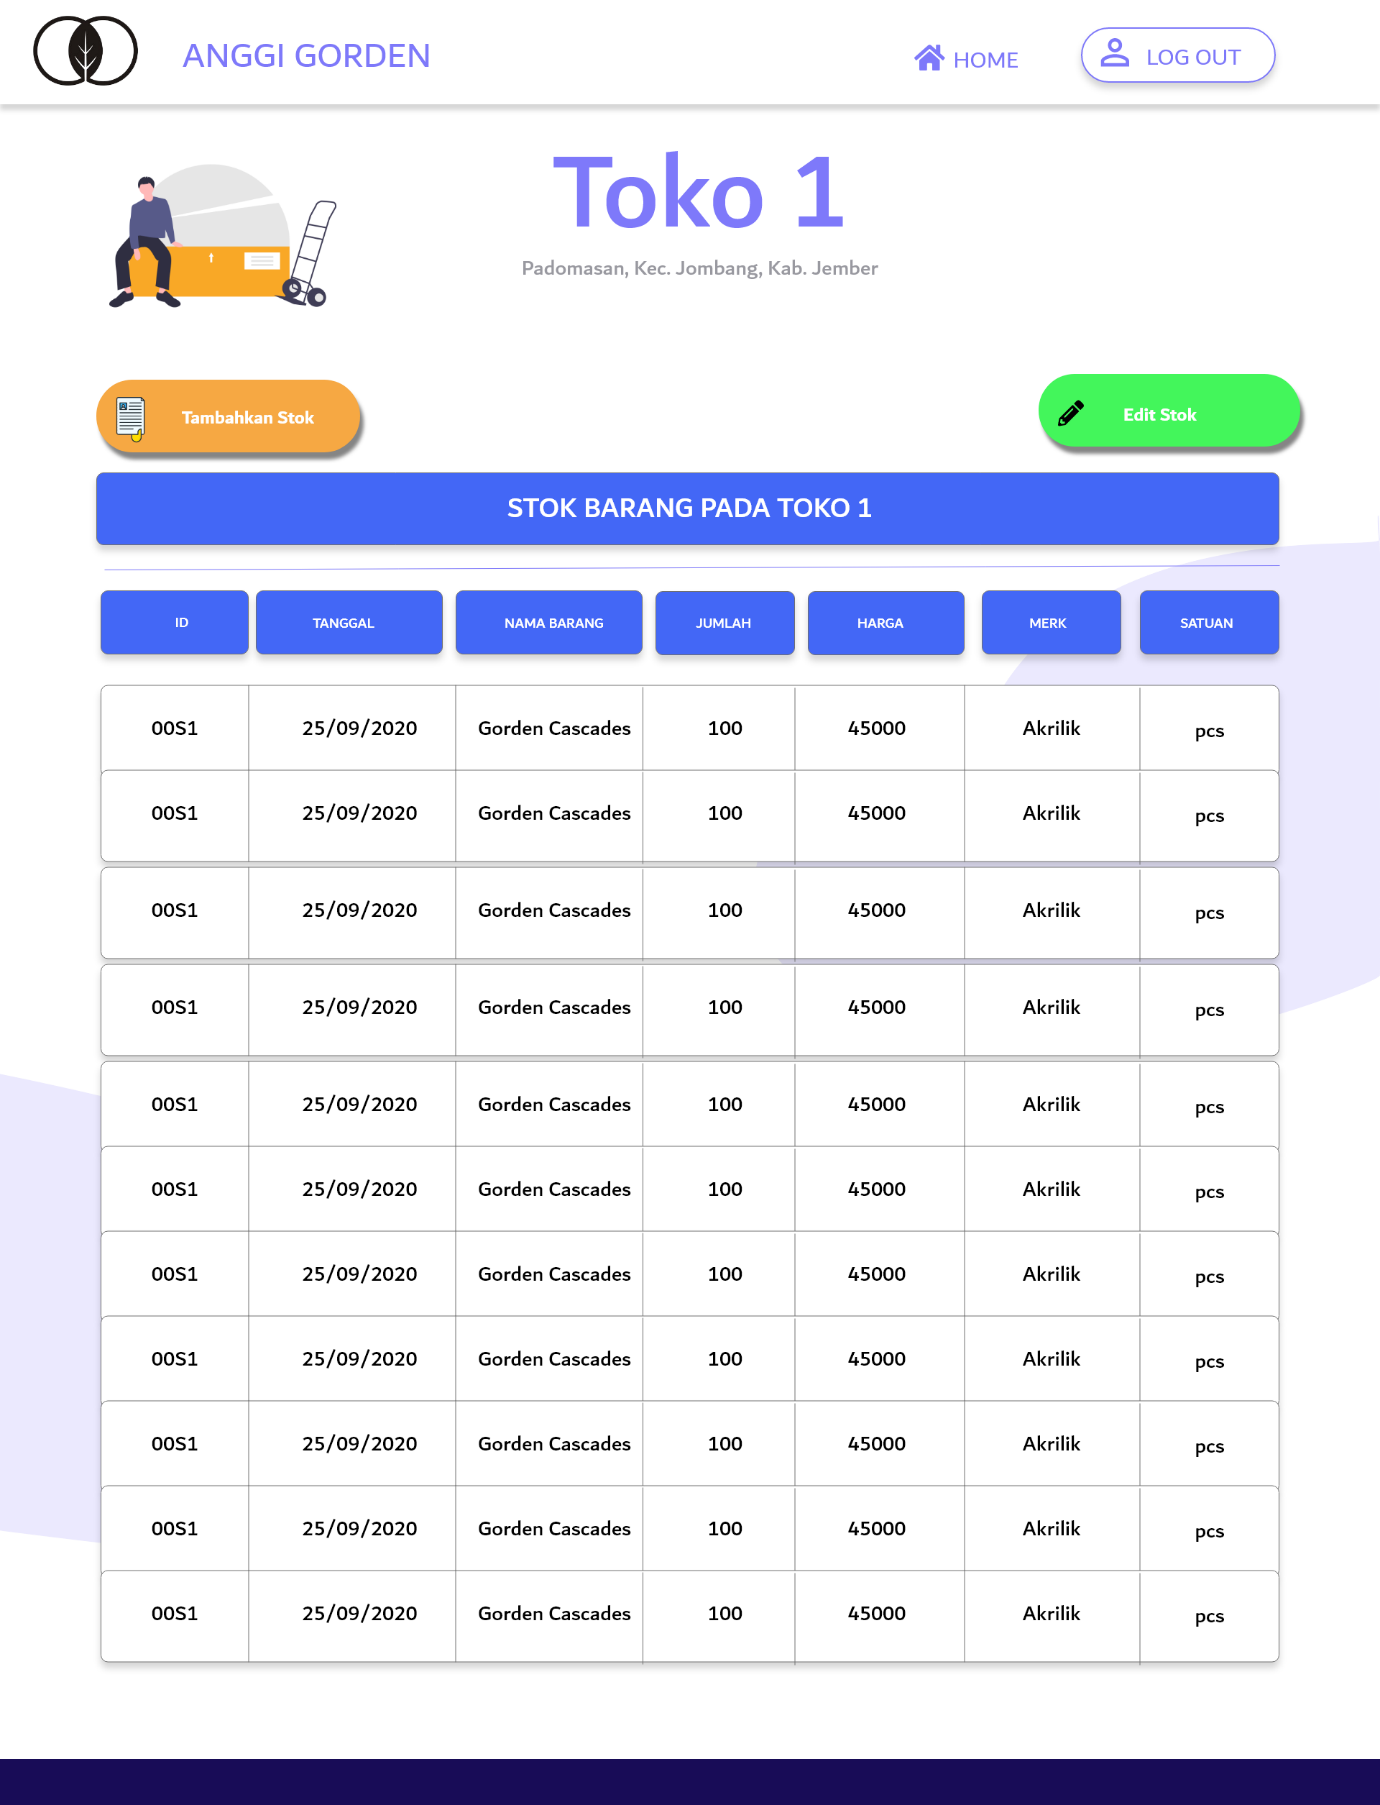 ANGGI GORDEN
HOME
LOG OUT
Toko 1
Padomasan, Kec. Jombang, Kab. Jember
Tambahkan Stok
Edit Stok
STOK BARANG PADA TOKO 1
ID TANGGAL NAMA BARANG JUMLAH HARGA MERK SATUAN
00S1 25/09/2020 Gorden Cascades 100 45000 Akrilik pcs
00S1 25/09/2020 Gorden Cascades 100 45000 Akrilik pcs
00S1 25/09/2020 Gorden Cascades 100 45000 Akrilik pcs
00S1 25/09/2020 Gorden Cascades 100 45000 Akrilik pcs
00S1 25/09/2020 Gorden Cascades 100 45000 Akrilik pcs
00S1 25/09/2020 Gorden Cascades 100 45000 Akrilik pcs
00S1 25/09/2020 Gorden Cascades 100 45000 Akrilik pcs
00S1 25/09/2020 Gorden Cascades 100 45000 Akrilik pcs
00S1 25/09/2020 Gorden Cascades 100 45000 Akrilik pcs
00S1 25/09/2020 Gorden Cascades 100 45000 Akrilik pcs
00S1 25/09/2020 Gorden Cascades 100 45000 Akrilik pcs